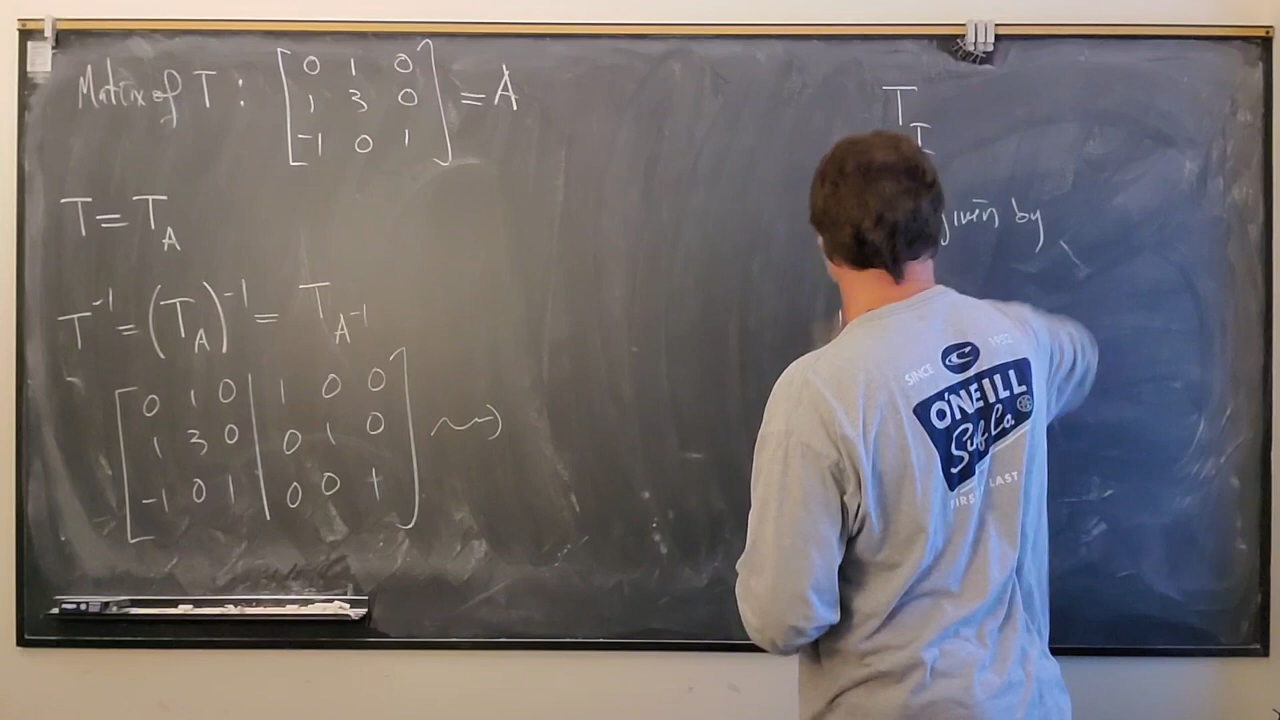 Matrix of T : [ 0 1 0
1 3 0
-1 0 1 ] = A
T = T_A
T^-1 = (T_A)^-1 = T_A^-1
[ 0 1 0 | 1 0 0
1 3 0 | 0 1 0
-1 0 1 | 0 0 1 ] ⇝
T
I
given by
SINCE 1952
O'NEILL
Surf Co.
LAST